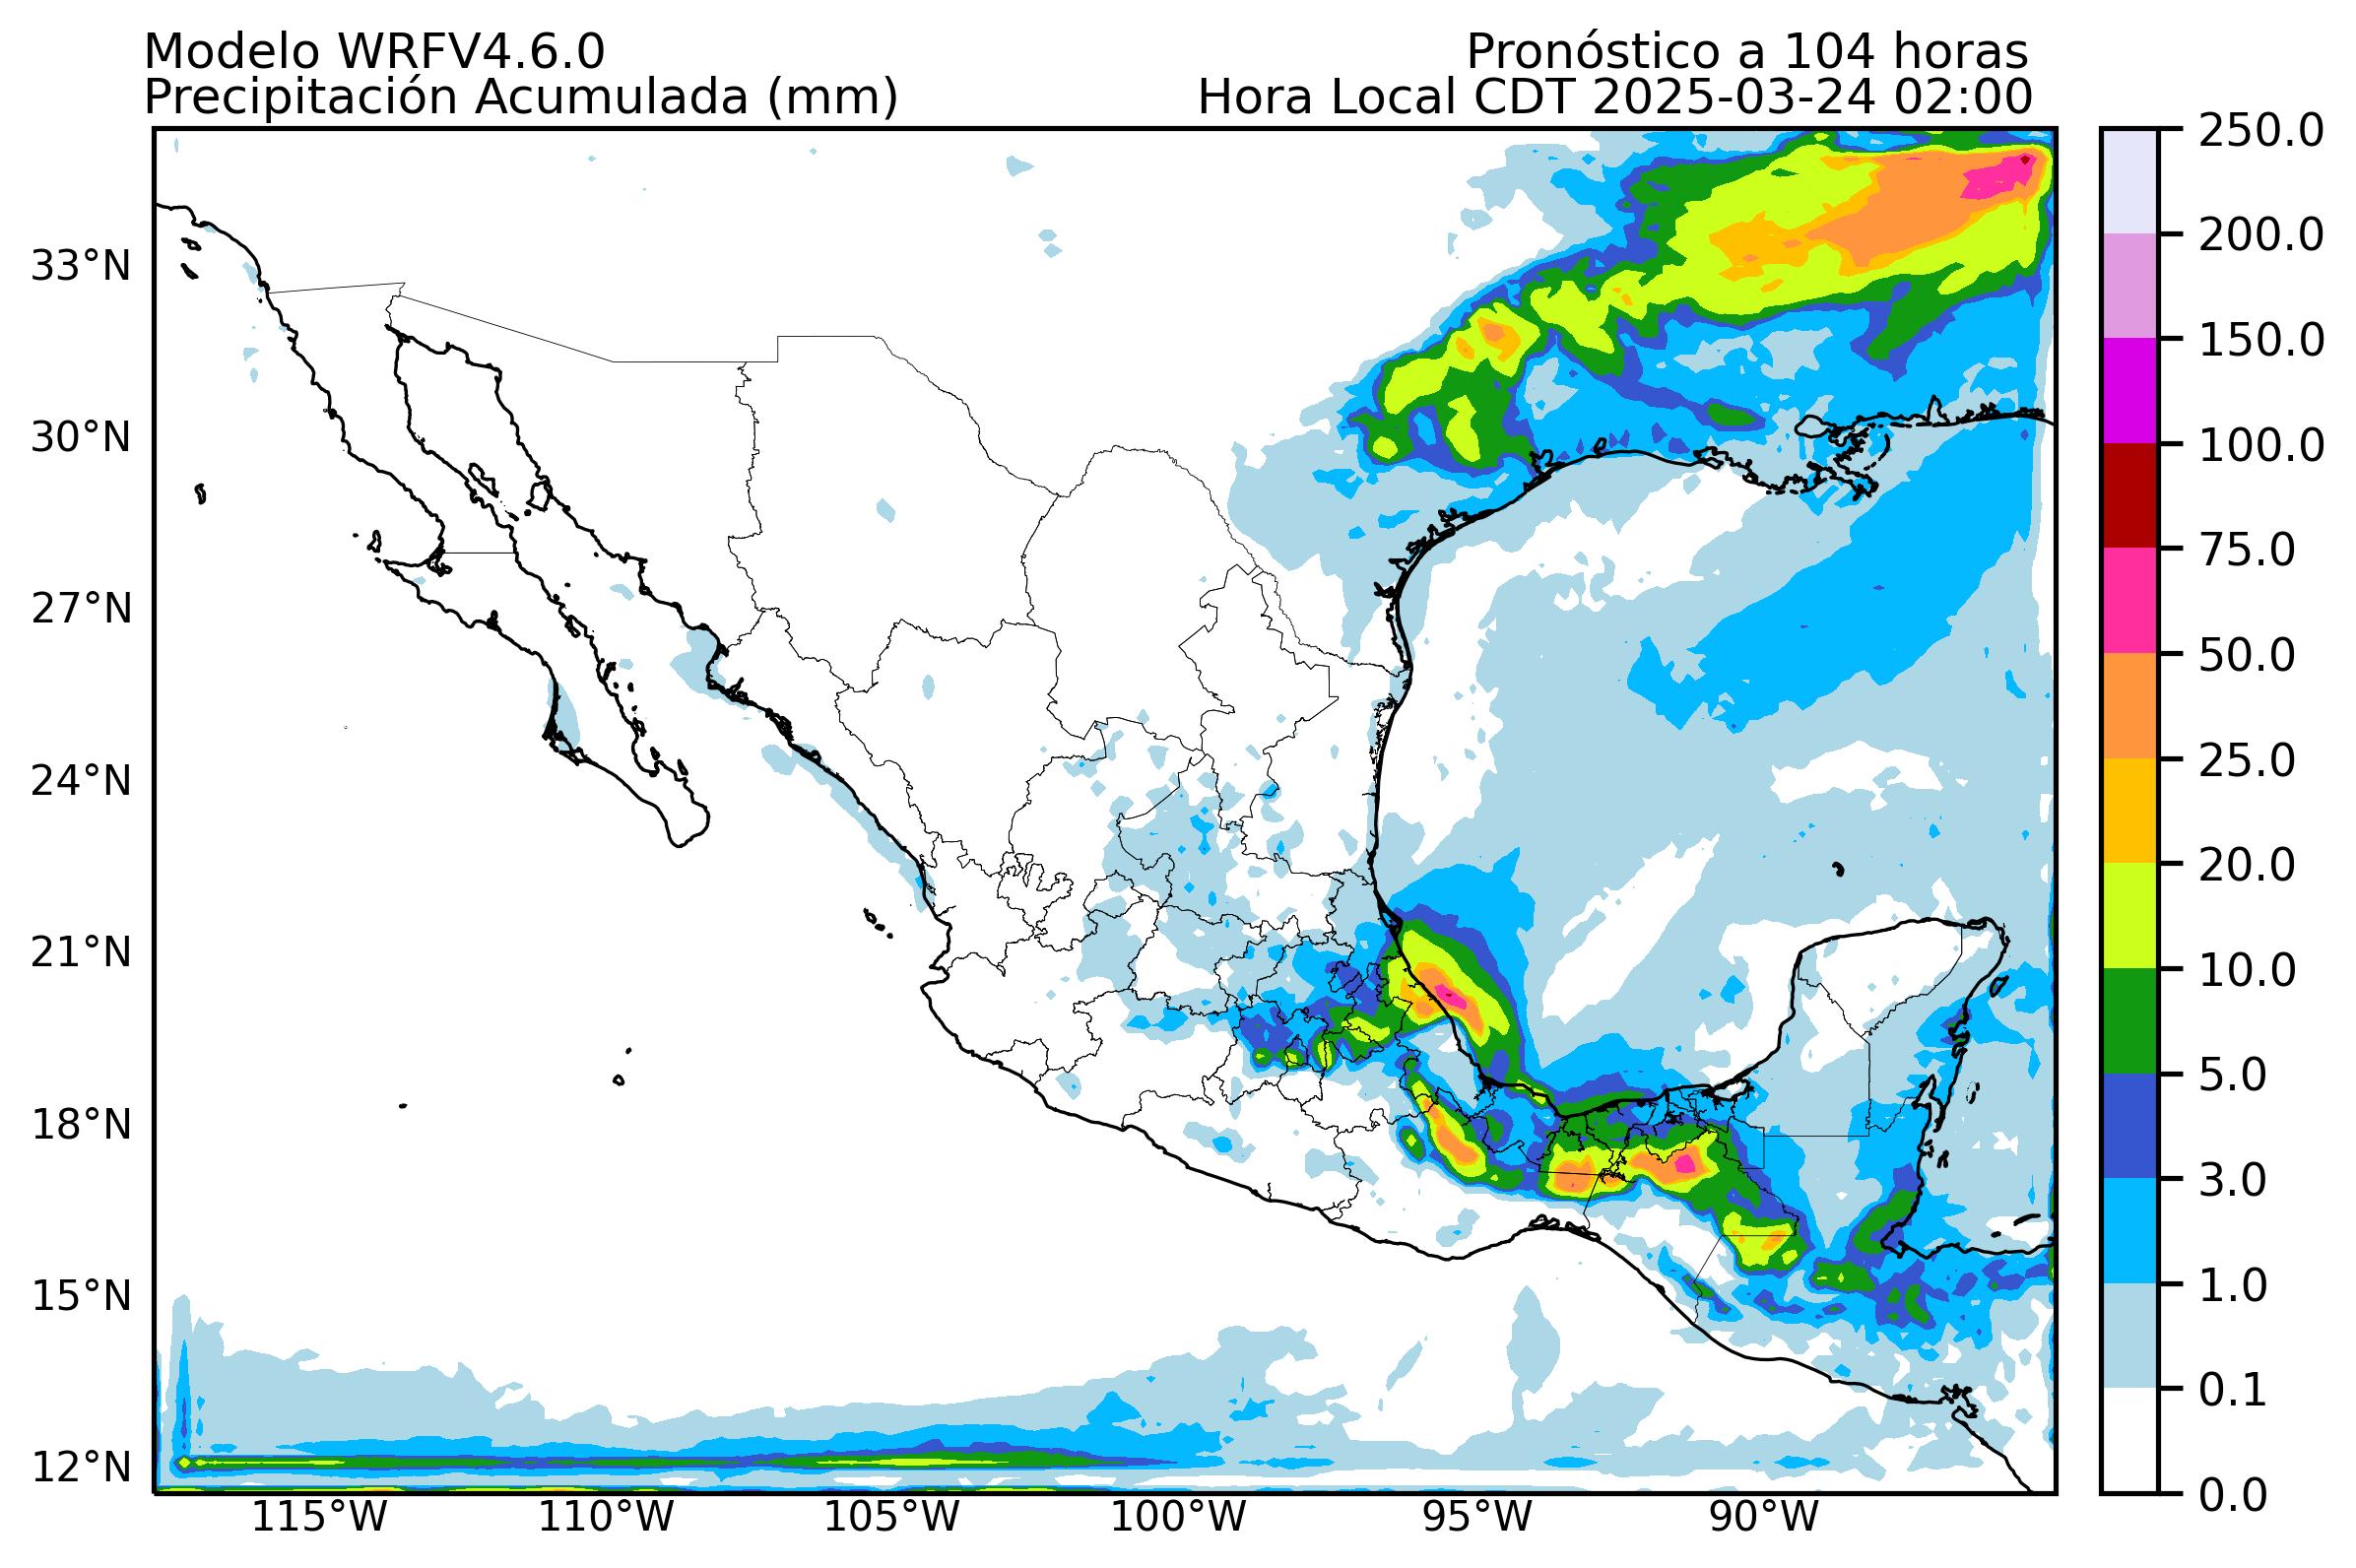 Modelo WRFV4.6.0
Pronóstico a 104 horas
Precipitación Acumulada (mm)
Hora Local CDT 2025-03-24 02:00
33°N
30°N
27°N
24°N
21°N
18°N
15°N
12°N
115°W
110°W
105°W
100°W
95°W
90°W
250.0
200.0
150.0
100.0
75.0
50.0
25.0
20.0
10.0
5.0
3.0
1.0
0.1
0.0